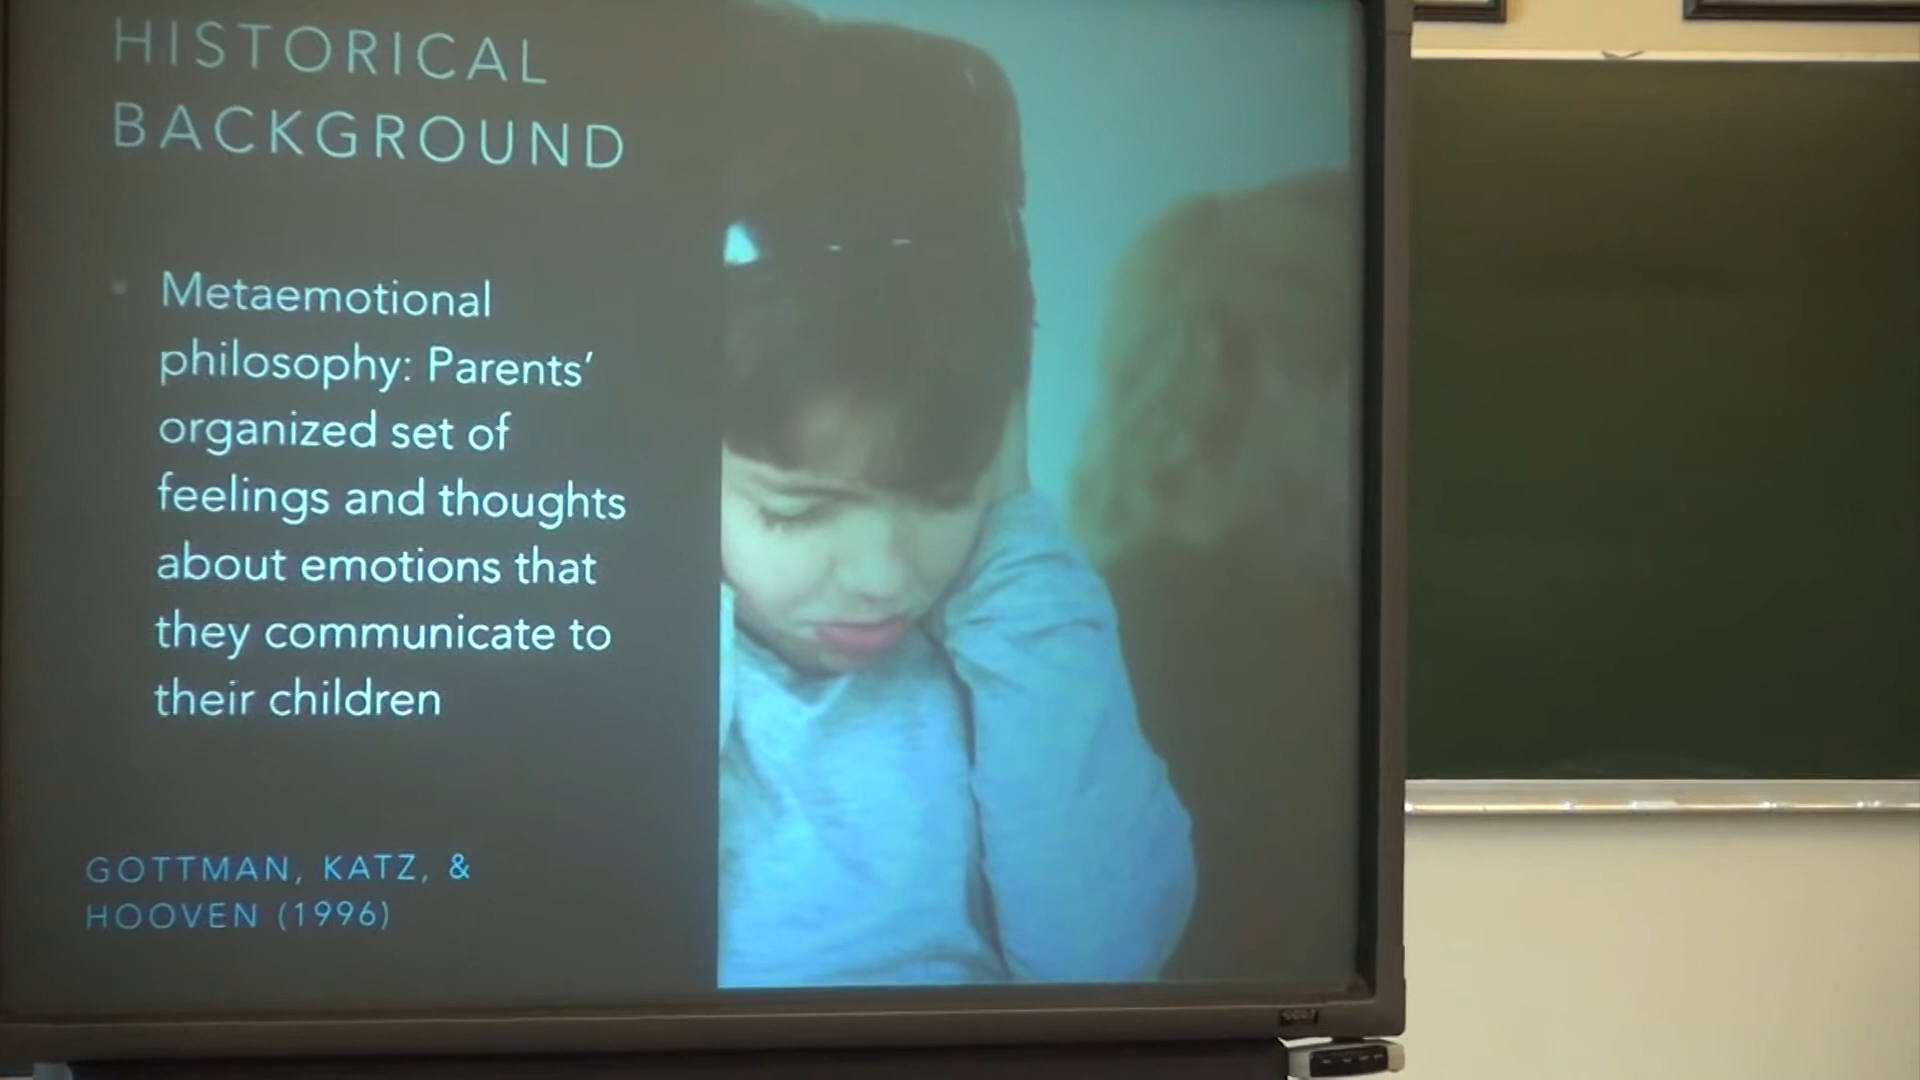 HISTORICAL
BACKGROUND
Metaemotional
philosophy: Parents’
organized set of
feelings and thoughts
about emotions that
they communicate to
their children
GOTTMAN, KATZ, &
HOOVEN (1996)